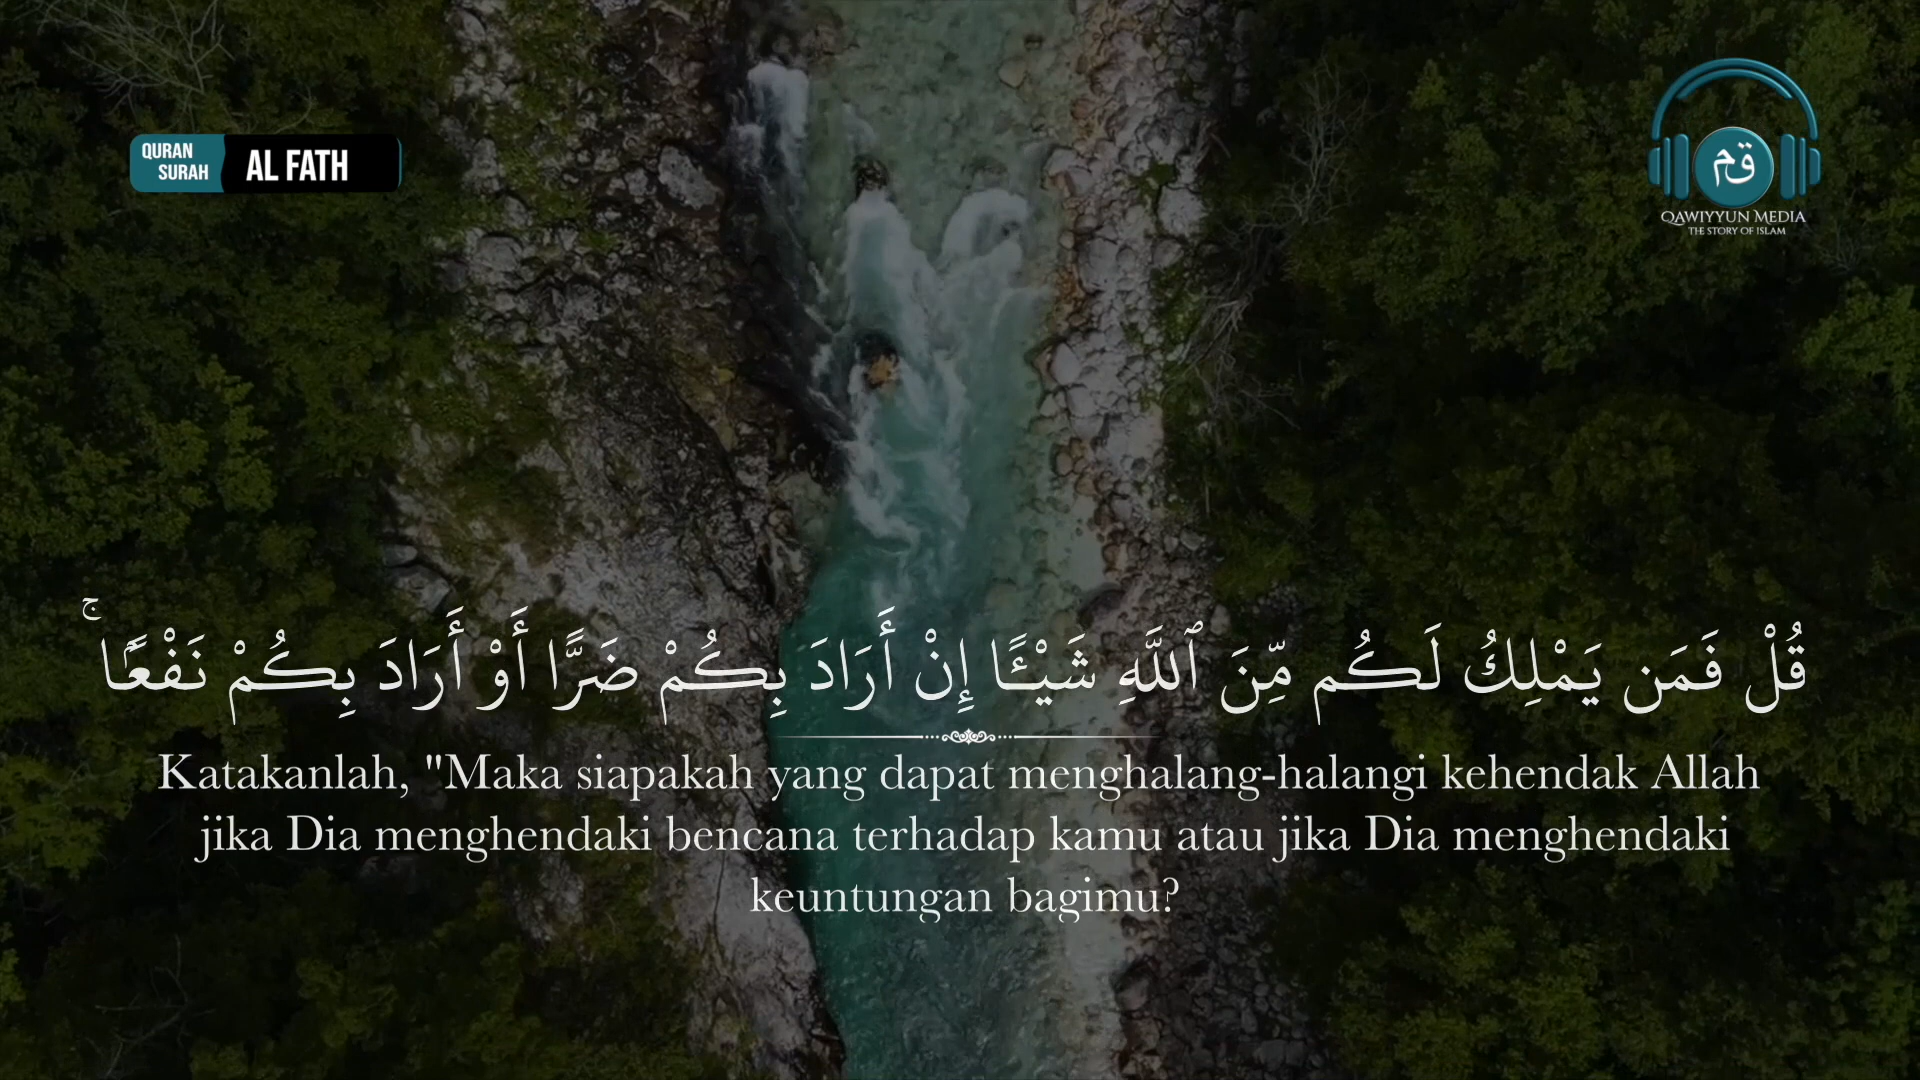 QURAN
SURAH
AL FATH
قم
QAWIYYUN MEDIA
THE STORY OF ISLAM
قُلْ فَمَن يَمْلِكُ لَكُم مِّنَ ٱللَّهِ شَيْـًٔا إِنْ أَرَادَ بِكُمْ ضَرًّا أَوْ أَرَادَ بِكُمْ نَفْعًۢا ۚ
Katakanlah, "Maka siapakah yang dapat menghalang-halangi kehendak Allah
jika Dia menghendaki bencana terhadap kamu atau jika Dia menghendaki
keuntungan bagimu?